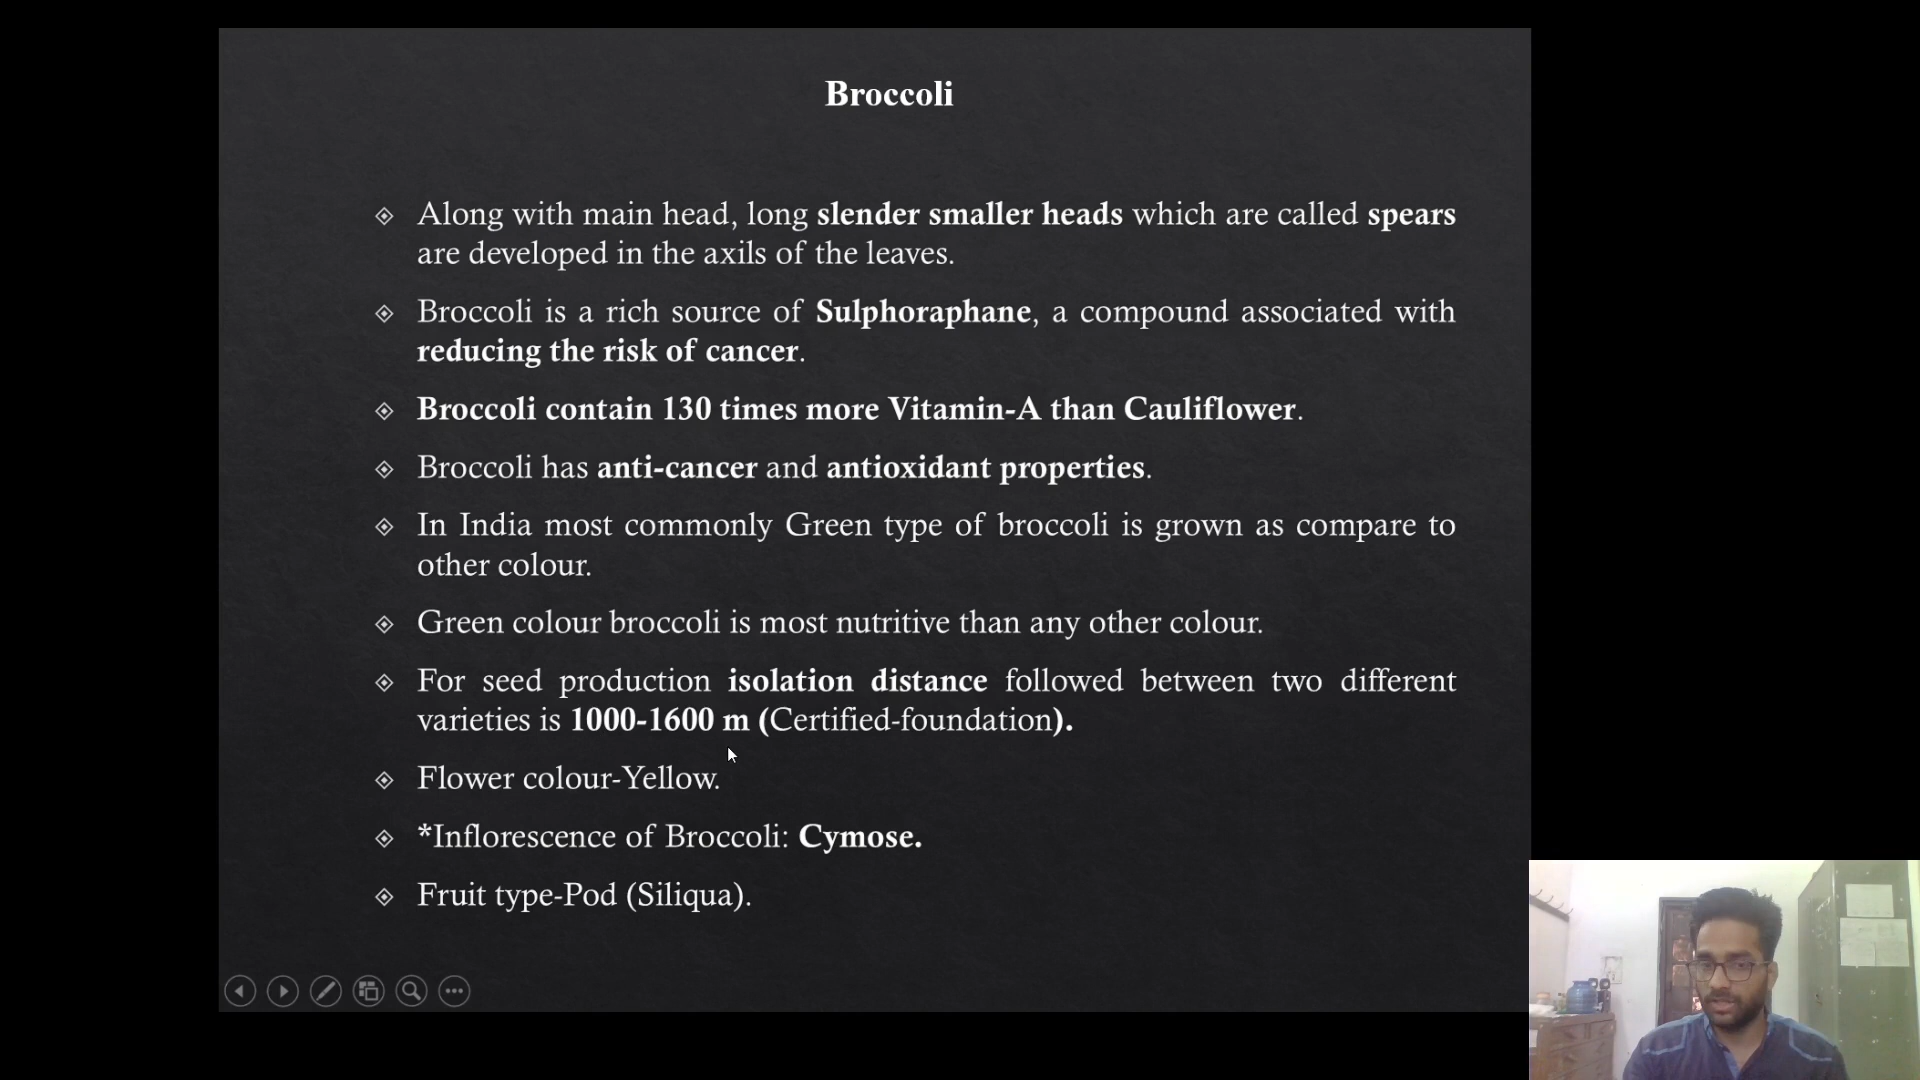 Broccoli
Along with main head, long slender smaller heads which are called spears
are developed in the axils of the leaves.
Broccoli is a rich source of Sulphoraphane, a compound associated with
reducing the risk of cancer.
Broccoli contain 130 times more Vitamin-A than Cauliflower.
Broccoli has anti-cancer and antioxidant properties.
In India most commonly Green type of broccoli is grown as compare to
other colour.
Green colour broccoli is most nutritive than any other colour.
For seed production isolation distance followed between two different
varieties is 1000-1600 m (Certified-foundation).
Flower colour-Yellow.
*Inflorescence of Broccoli: Cymose.
Fruit type-Pod (Siliqua).